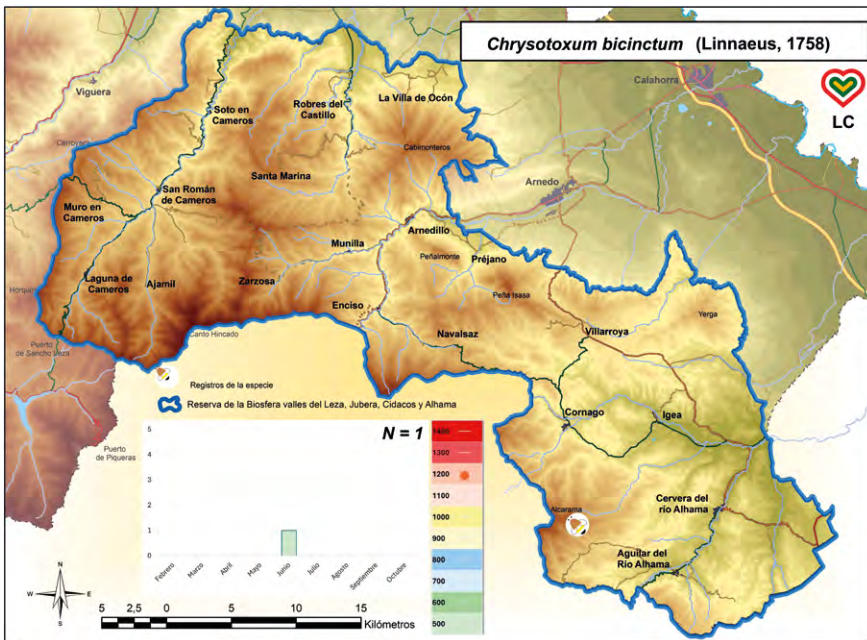 Chrysotoxum bicinctum (Linnaeus, 1758)
LC
Viguera
Calahorra
Soto en
Cameros
Robres del
Castillo
La Villa de Ocón
Cabimonteros
Santa Marina
San Román
de Cameros
Arnedo
Muro en
Cameros
Munilla
Arnedillo
Peñalmonte
Préjano
Laguna de
Cameros
Ajamil
Zarzosa
Enciso
Peña Isasa
Yerga
Canto Hincado
Navalsaz
Villarroya
Puerto
de Sancho Leza
Registros de la especie
Reserva de la Biosfera valles del Leza, Jubera, Cidacos y Alhama
Cornago
Igea
Puerto
de Piqueras
N = 1
5
4
3
2
1
0
Febrero
Marzo
Abril
Mayo
Junio
Julio
Agosto
Septiembre
Octubre
1400
1300
1200
1100
1000
900
800
700
600
500
Alcarama
Cervera del
río Alhama
Aguilar del
Río Alhama
N
W
E
S
5 2,5 0 5 10 15
Kilómetros